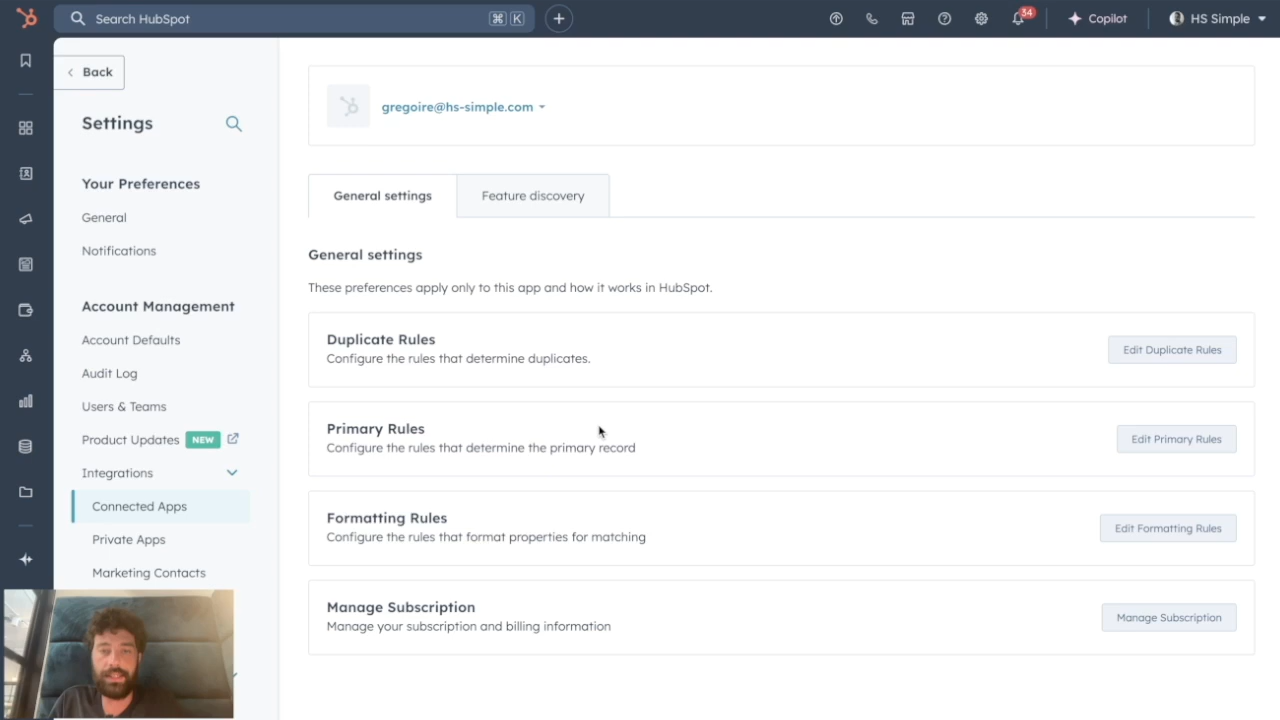 Search HubSpot
⌘ K
34
Copilot
HS Simple
Back
Settings
Your Preferences
General
Notifications
Account Management
Account Defaults
Audit Log
Users & Teams
Product Updates NEW
Integrations
Connected Apps
Private Apps
Marketing Contacts
gregoire@hs-simple.com
General settings
Feature discovery
General settings
These preferences apply only to this app and how it works in HubSpot.
Duplicate Rules
Configure the rules that determine duplicates.
Edit Duplicate Rules
Primary Rules
Configure the rules that determine the primary record
Edit Primary Rules
Formatting Rules
Configure the rules that format properties for matching
Edit Formatting Rules
Manage Subscription
Manage your subscription and billing information
Manage Subscription